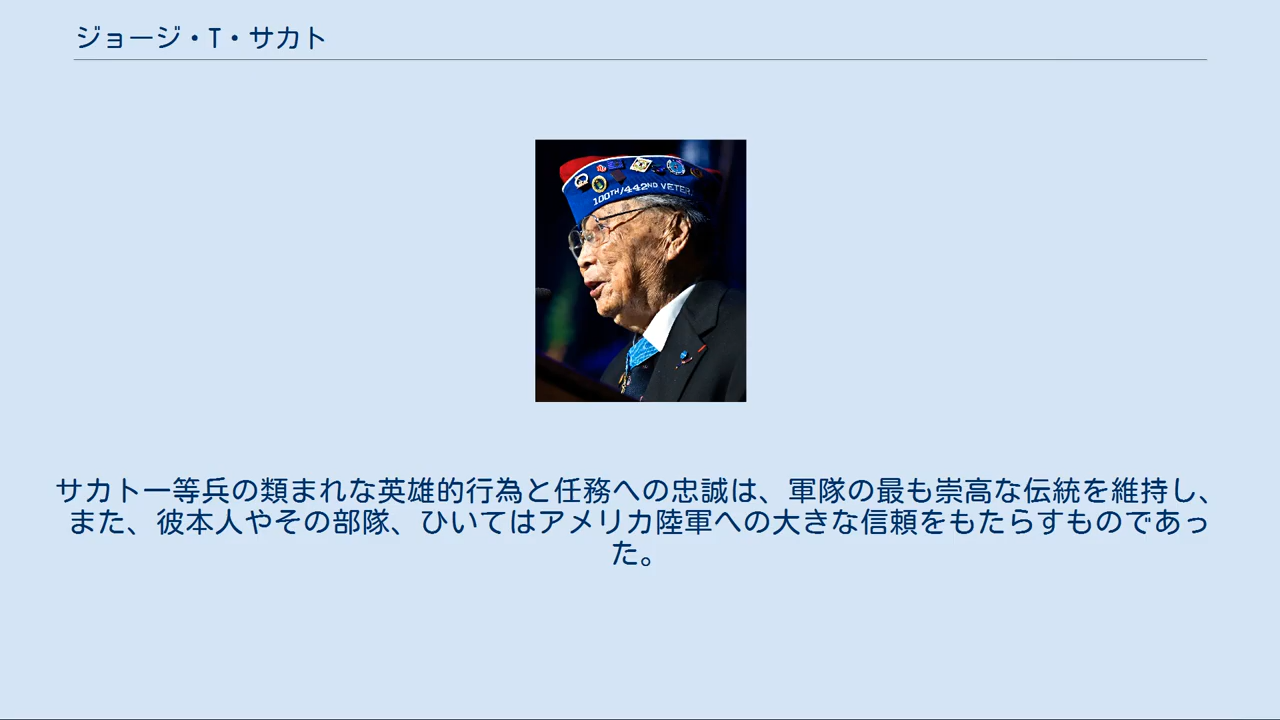 ジョージ・T・サカト
100TH/442ND VETER
サカト一等兵の類まれな英雄的行為と任務への忠誠は、軍隊の最も崇高な伝統を維持し、
また、彼本人やその部隊、ひいてはアメリカ陸軍への大きな信頼をもたらすものであっ
た。